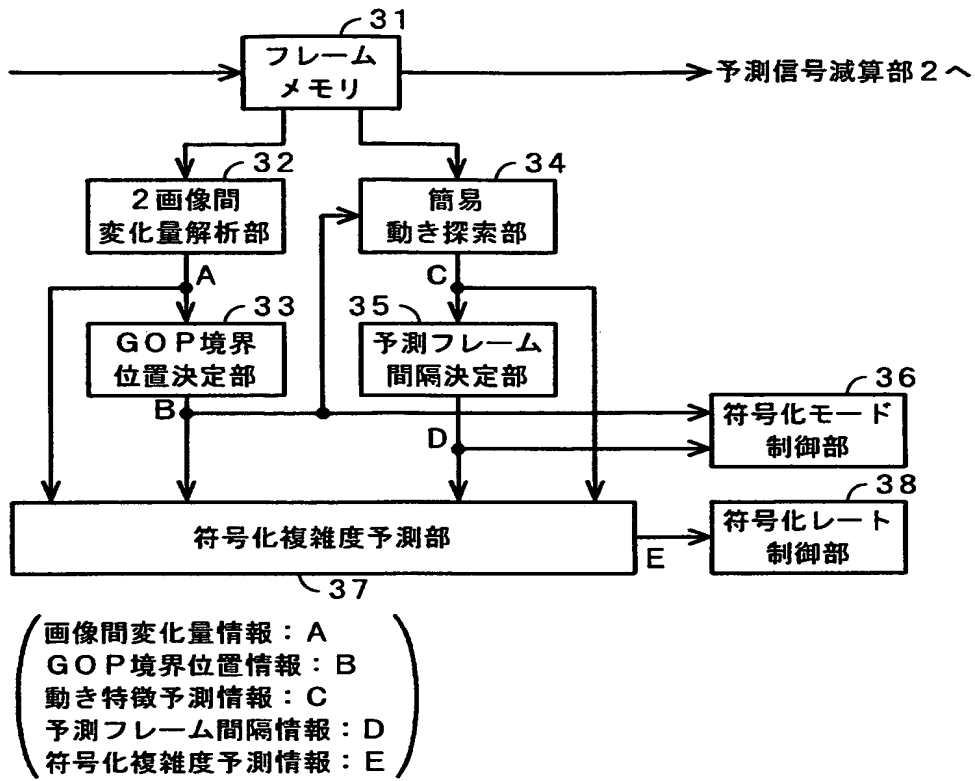 31
フレーム
メモリ
予測信号減算部2へ
32
2画像間
変化量解析部
34
簡易
動き探索部
A
C
33
GOP境界
位置決定部
35
予測フレーム
間隔決定部
B
D
36
符号化モード
制御部
38
符号化レート
制御部
符号化複雑度予測部
E
37
画像間変化量情報:A
GOP境界位置情報:B
動き特徴予測情報:C
予測フレーム間隔情報:D
符号化複雑度予測情報:E